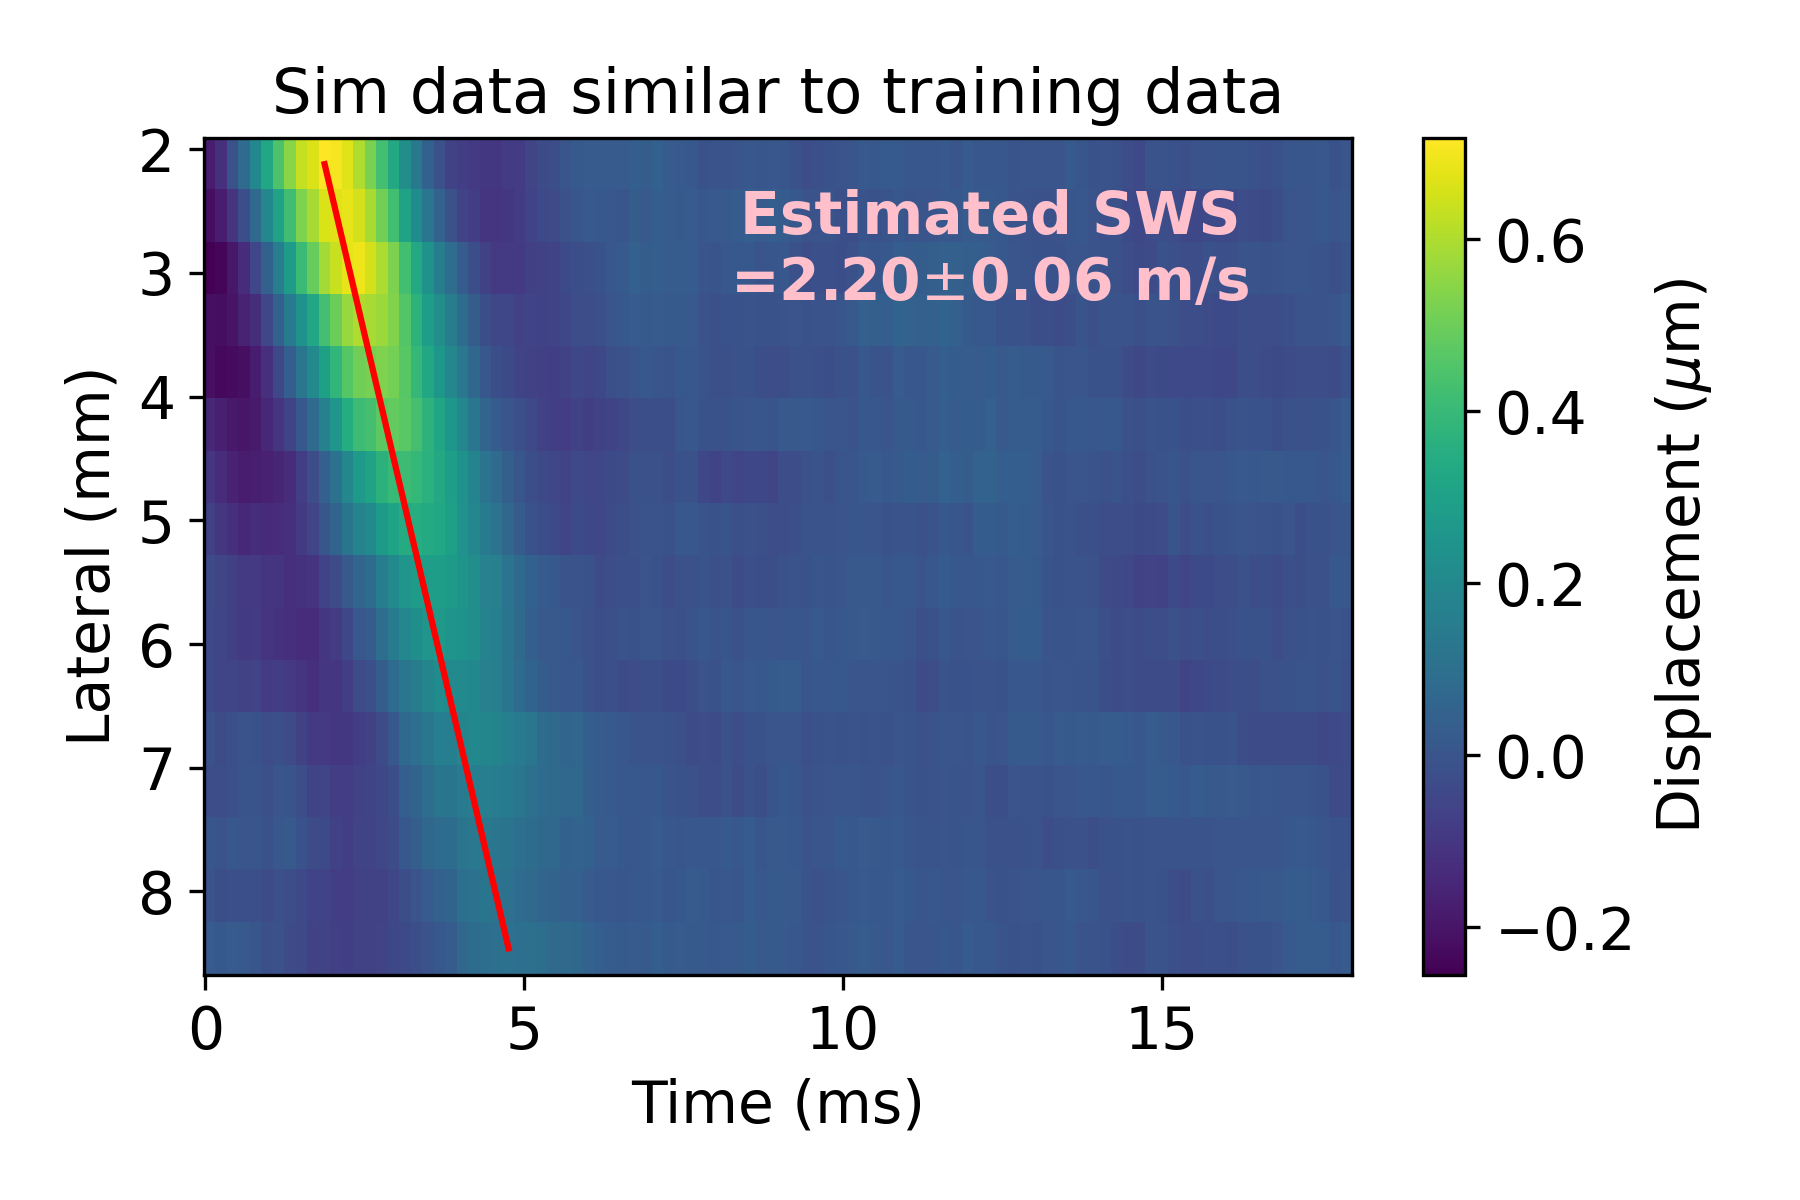 Sim data similar to training data
Estimated SWS
=2.20±0.06 m/s
2
3
4
5
6
7
8
Lateral (mm)
0
5
10
15
Time (ms)
0.6
0.4
0.2
0.0
−0.2
Displacement (μm)